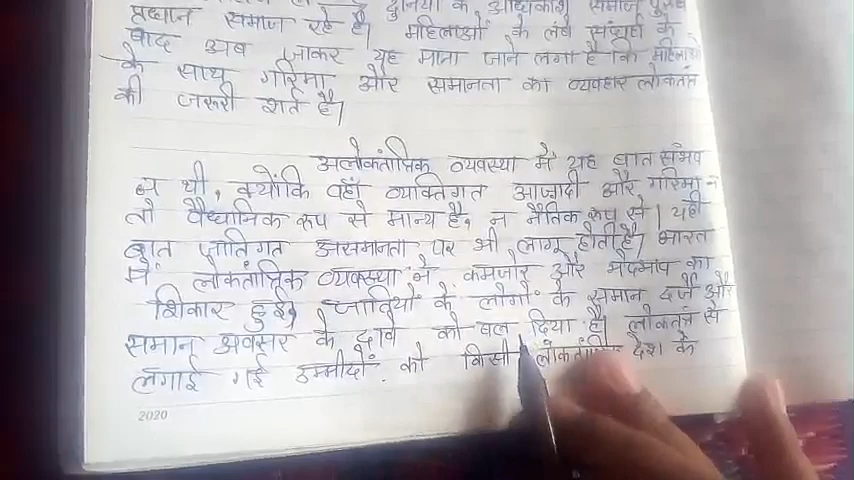 दुनिया के अधिकांश समाज पुरुष
प्रधान समाज रहे हैं। महिलाओं के लंबे संघर्ष के
बाद अब जाकर यह माना जाने लगा है कि महिलाओं
के साथ गरिमा और समानता का व्यवहार लोकतंत्र
की जरूरी शर्त है।
अलोकतांत्रिक व्यवस्था में यह बात संभव
न थी, क्योंकि वहाँ व्यक्तिगत आज़ादी और गरिमा न
तो वैधानिक रूप से मान्य है, न नैतिक रूप से। यही
बात जातिगत असमानता पर भी लागू होती है। भारत
में लोकतांत्रिक व्यवस्था ने कमजोर और भेदभाव का
शिकार हुई जातियों के लोगों के समान दर्जे और
समान अवसर के दावे को बल दिया है। लोकतंत्र से
लगाई गई उम्मीदों को किसी लोकतांत्रिक देश के
2020